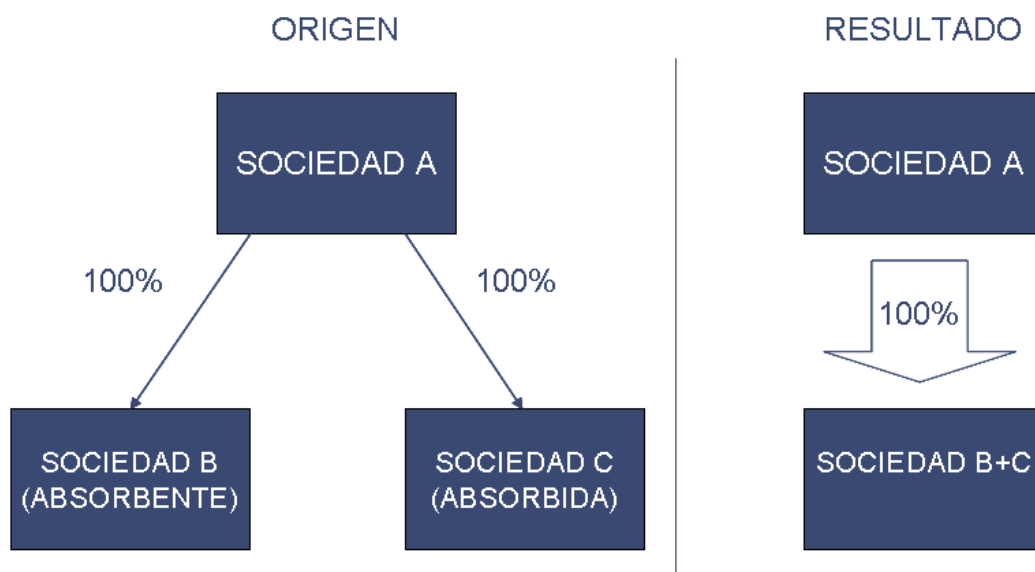 ORIGEN
SOCIEDAD A
100%
100%
SOCIEDAD B
(ABSORBENTE)
SOCIEDAD C
(ABSORBIDA)
RESULTADO
SOCIEDAD A
100%
SOCIEDAD B+C